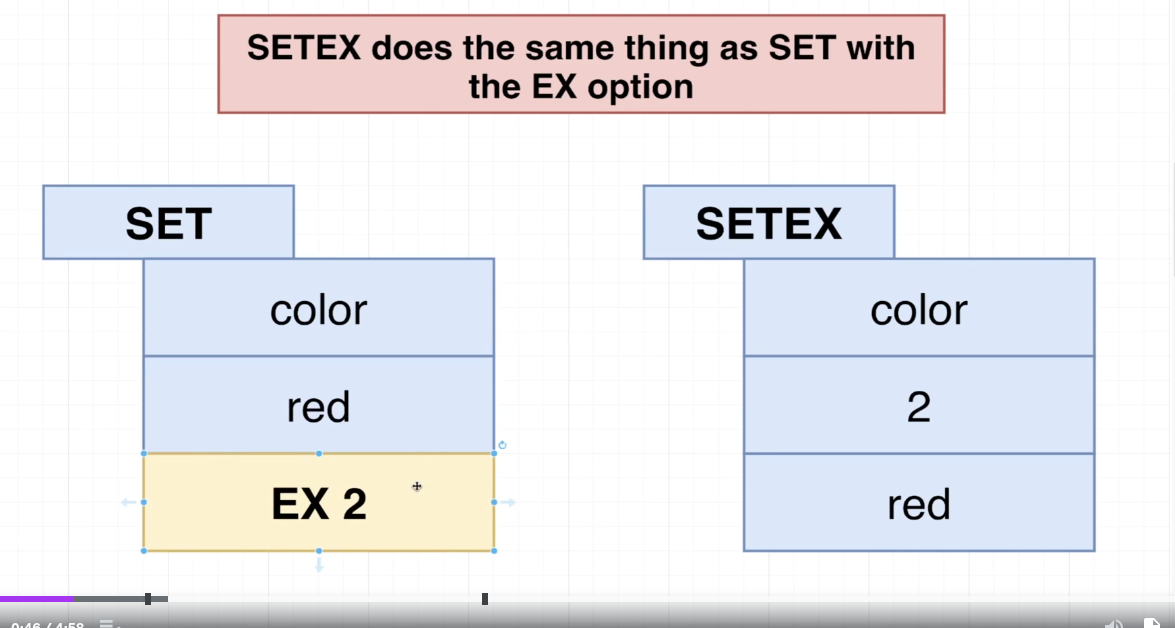 SETEX does the same thing as SET with
the EX option
SET
color
red
EX 2
SETEX
color
2
red
0:46 / 4:58